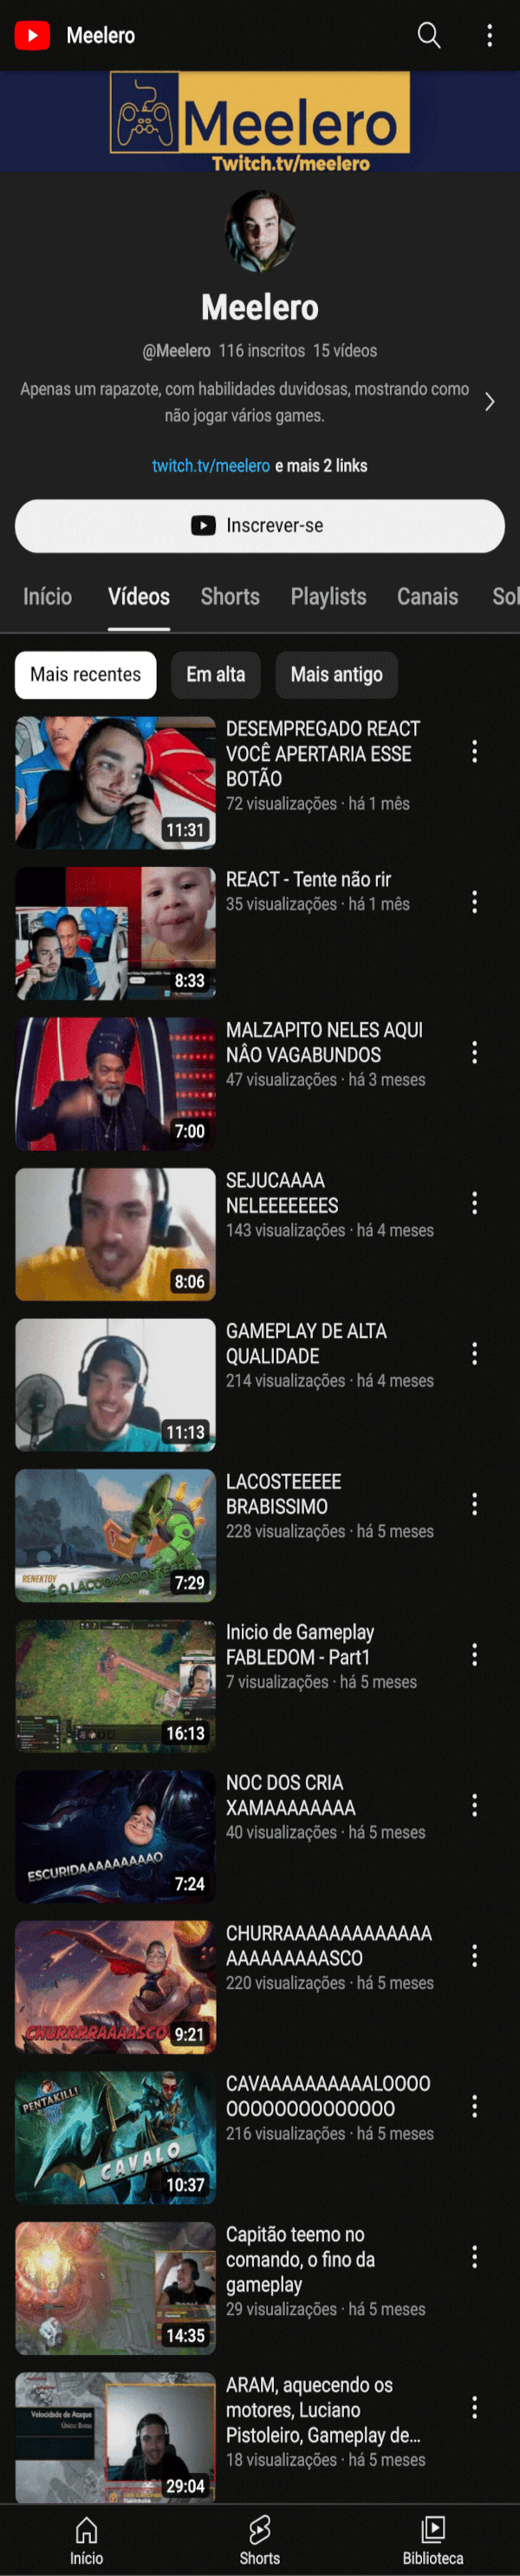 Meelero
Meelero
Twitch.tv/meelero
Meelero
@Meelero 116 inscritos 15 vídeos
Apenas um rapazote, com habilidades duvidosas, mostrando como
não jogar vários games.
twitch.tv/meelero e mais 2 links
Inscrever-se
Início Vídeos Shorts Playlists Canais Sol
Mais recentes Em alta Mais antigo
DESEMPREGADO REACT
VOCÊ APERTARIA ESSE
BOTÃO
72 visualizações · há 1 mês
11:31
REACT - Tente não rir
35 visualizações · há 1 mês
8:33
MALZAPITO NELES AQUI
NÂO VAGABUNDOS
47 visualizações · há 3 meses
7:00
SEJUCAAAA
NELEEEEEEES
143 visualizações · há 4 meses
8:06
GAMEPLAY DE ALTA
QUALIDADE
214 visualizações · há 4 meses
11:13
LACOSTEEEEE
BRABISSIMO
228 visualizações · há 5 meses
RENEKTOY
7:29
Inicio de Gameplay
FABLEDOM - Part1
7 visualizações · há 5 meses
16:13
NOC DOS CRIA
XAMAAAAAAAA
40 visualizações · há 5 meses
ESCURIDAAAAAAAAAO
7:24
CHURRAAAAAAAAAAAAA
AAAAAAAAAASCO
220 visualizações · há 5 meses
CHURRRRAAAASCO
9:21
CAVAAAAAAAAAALOOOO
OOOOOOOOOOOOOOO
216 visualizações · há 5 meses
PENTAKILL!
CAVALO
10:37
Capitão teemo no
comando, o fino da
gameplay
29 visualizações · há 5 meses
14:35
ARAM, aquecendo os
motores, Luciano
Pistoleiro, Gameplay de...
18 visualizações · há 5 meses
Velocidade de Ataque
29:04
Início Shorts Biblioteca